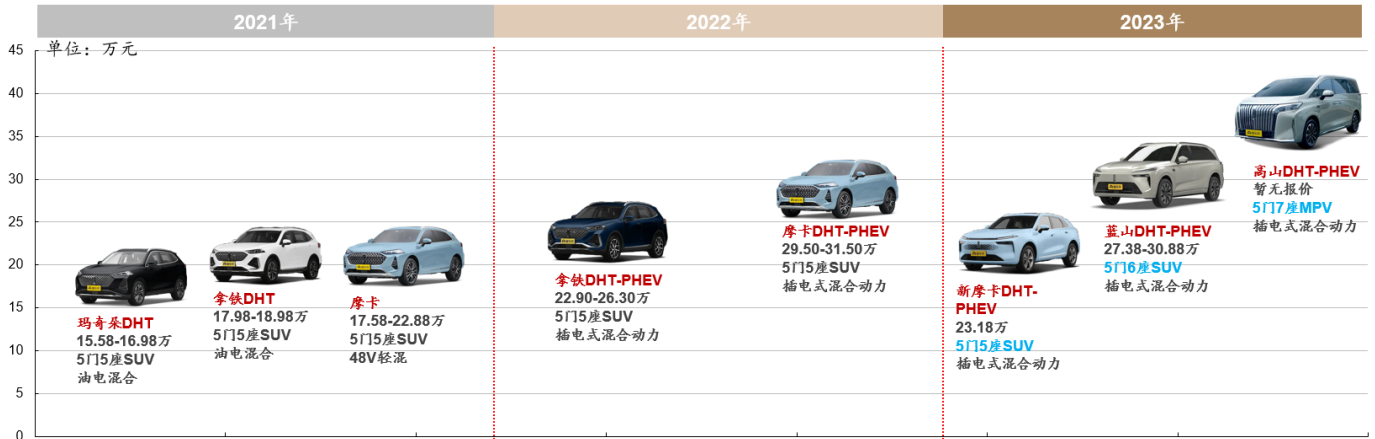 2021年
2022年
2023年
单位：万元
45
40
35
30
25
20
15
10
5
0
玛奇朵DHT
15.58-16.98万
5门5座SUV
油电混合
拿铁DHT
17.98-18.98万
5门5座SUV
油电混合
摩卡
17.58-22.88万
5门5座SUV
48V轻混
拿铁DHT-PHEV
22.90-26.30万
5门5座SUV
插电式混合动力
摩卡DHT-PHEV
29.50-31.50万
5门5座SUV
插电式混合动力
新摩卡DHT-
PHEV
23.18万
5门5座SUV
插电式混合动力
蓝山DHT-PHEV
27.38-30.88万
5门6座SUV
插电式混合动力
高山DHT-PHEV
暂无报价
5门7座MPV
插电式混合动力